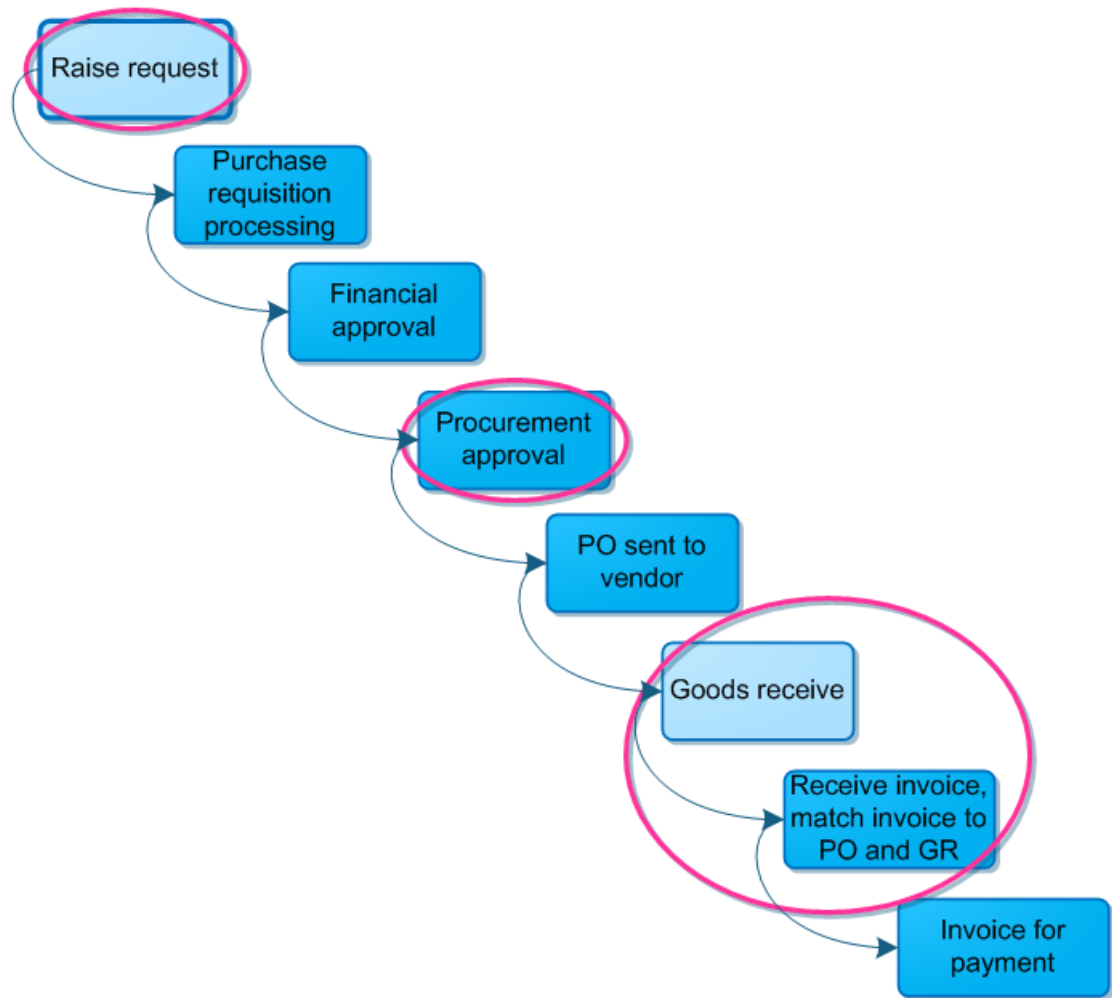 Raise request
Purchase
requisition
processing
Financial
approval
Procurement
approval
PO sent to
vendor
Goods receive
Receive invoice,
match invoice to
PO and GR
Invoice for
payment